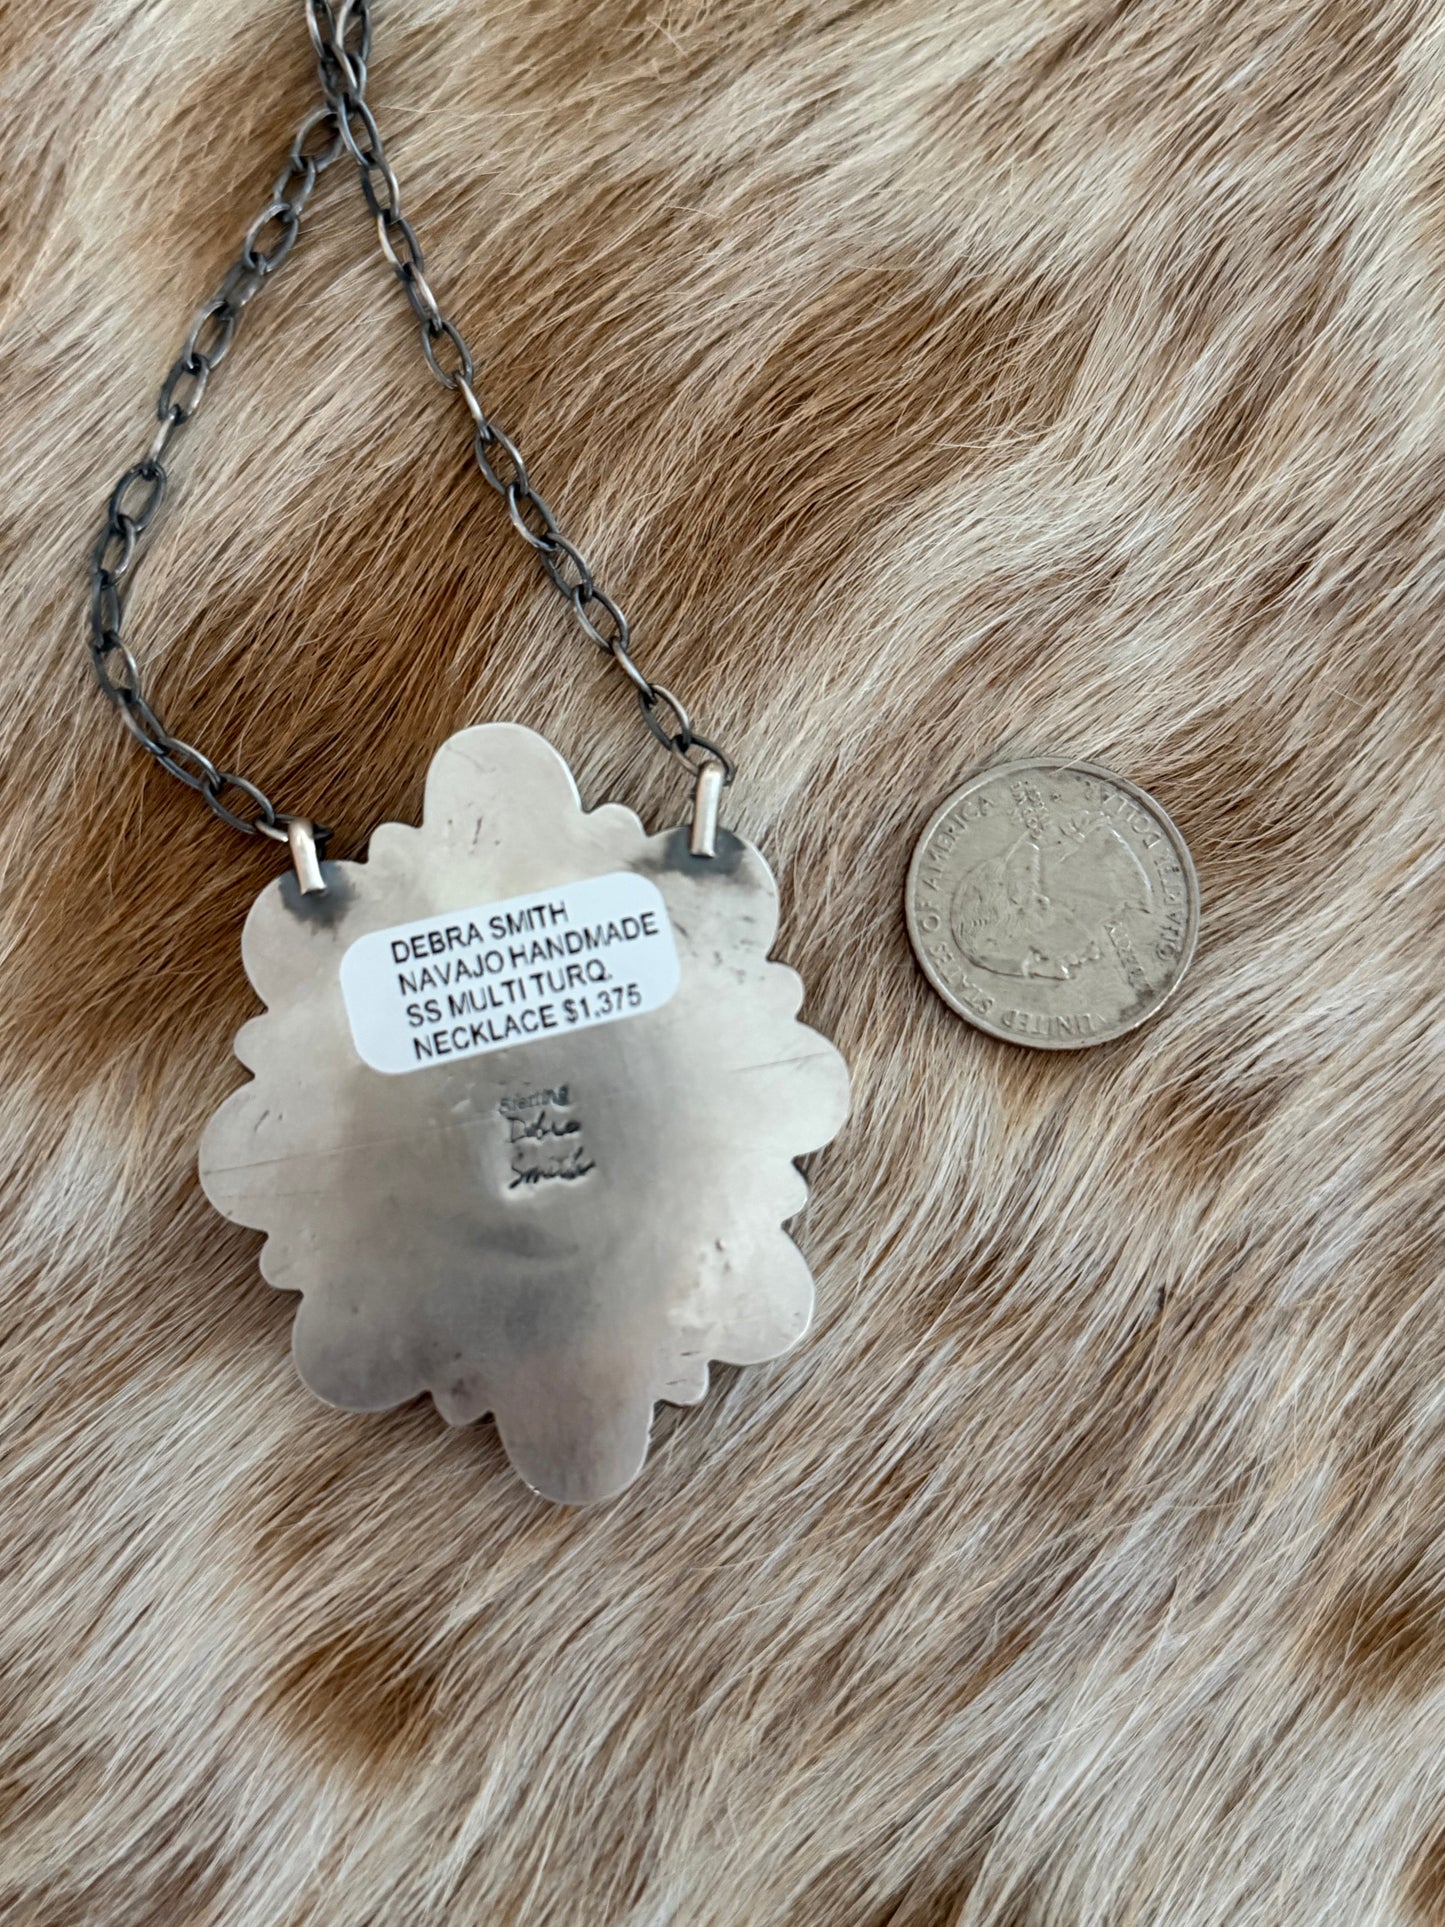 DEBRA SMITH
NAVAJO HANDMADE
SS MULTI TURQ.
NECKLACE $1,375
Sterling
Debra
Smith
UNITED STATES OF AMERICA
LIBERTY
QUARTER DOLLAR